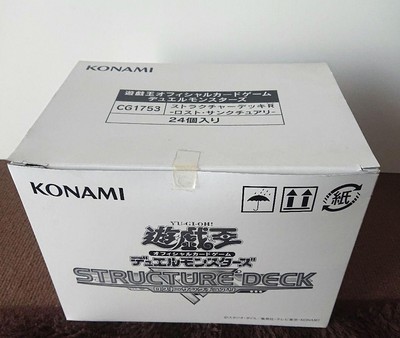 KONAMI
遊戯王オフィシャルカードゲーム
デュエルモンスターズ
CG1753
ストラクチャーデッキR
-ロスト・サンクチュアリ-
24個入り
KONAMI
紙
YU-GI-OH!
遊戯王
オフィシャルカードゲーム
デュエルモンスターズ
STRUCTURE DECK